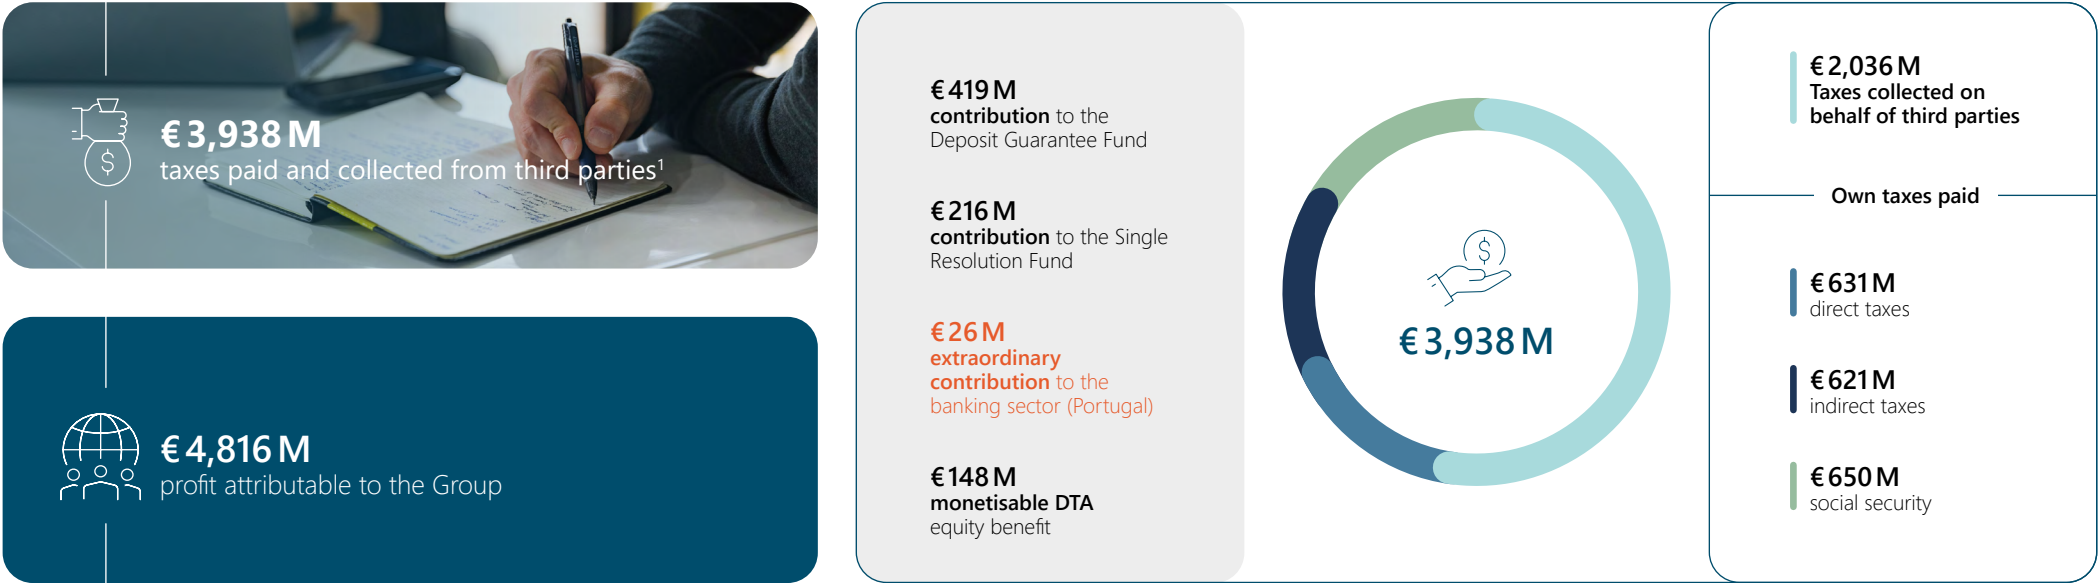 € 3,938 M
taxes paid and collected from third parties¹
€ 4,816 M
profit attributable to the Group
€ 419 M
contribution to the
Deposit Guarantee Fund
€ 216 M
contribution to the Single
Resolution Fund
€ 26 M
extraordinary
contribution to the
banking sector (Portugal)
€ 148 M
monetisable DTA
equity benefit
€ 3,938 M
€ 2,036 M
Taxes collected on
behalf of third parties
Own taxes paid
€ 631 M
direct taxes
€ 621 M
indirect taxes
€ 650 M
social security